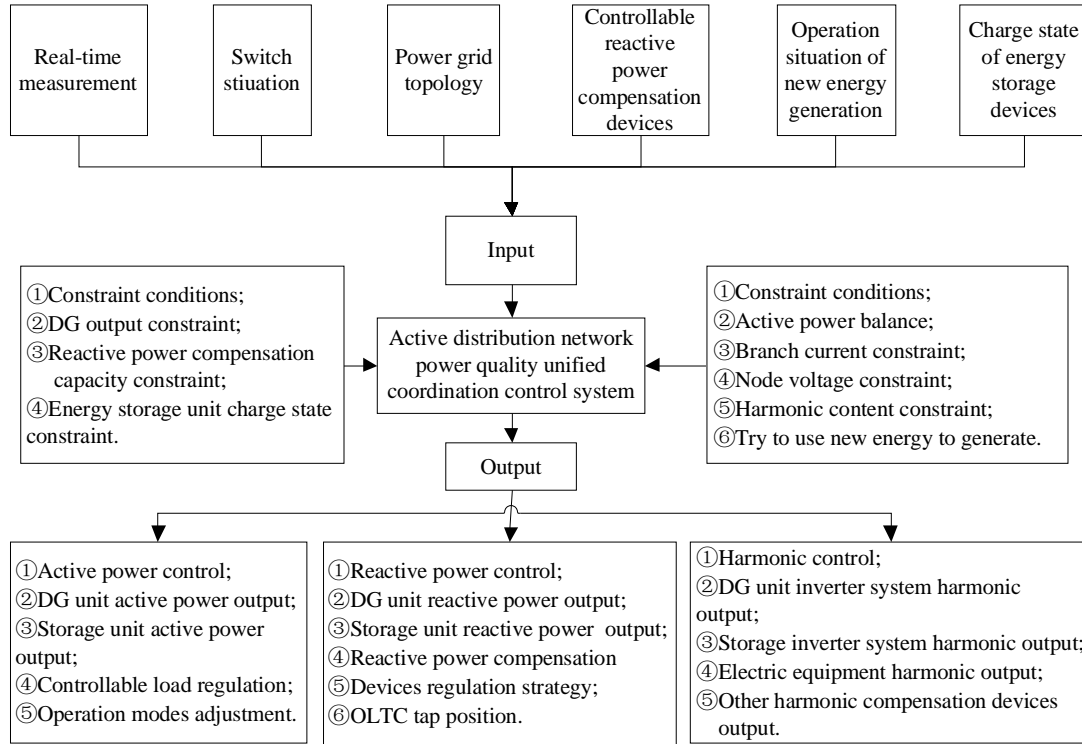 Real-time
measurement
Switch
stiuation
Power grid
topology
Controllable
reactive
power
compensation
devices
Operation
situation of
new energy
generation
Charge state
of energy
storage
devices
Input
①Constraint conditions;
②DG output constraint;
③Reactive power compensation
capacity constraint;
④Energy storage unit charge state
constraint.
Active distribution network
power quality unified
coordination control system
①Constraint conditions;
②Active power balance;
③Branch current constraint;
④Node voltage constraint;
⑤Harmonic content constraint;
⑥Try to use new energy to generate.
Output
①Active power control;
②DG unit active power output;
③Storage unit active power
output;
④Controllable load regulation;
⑤Operation modes adjustment.
①Reactive power control;
②DG unit reactive power output;
③Storage unit reactive power output;
④Reactive power compensation
⑤Devices regulation strategy;
⑥OLTC tap position.
①Harmonic control;
②DG unit inverter system harmonic
output;
③Storage inverter system harmonic output;
④Electric equipment harmonic output;
⑤Other harmonic compensation devices
output.